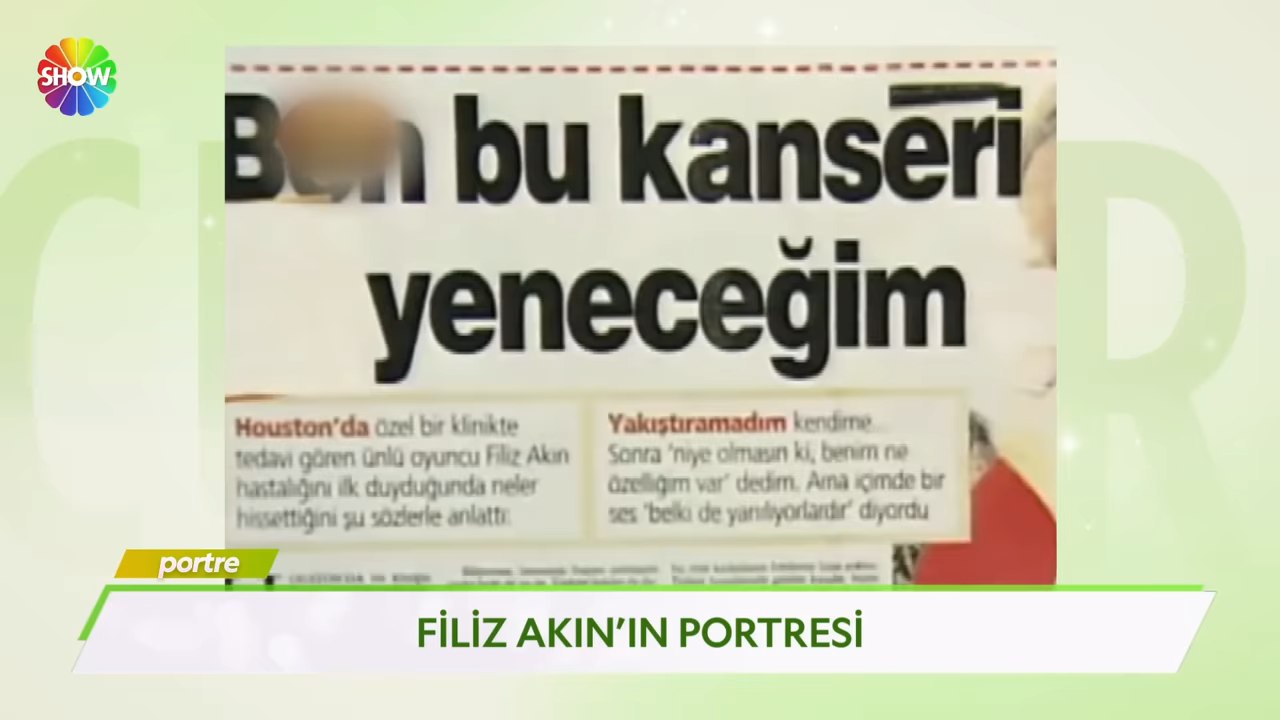 SHOW
bu kanseri
yeneceğim
Houston'da özel bir klinikte
tedavi gören ünlü oyuncu Filiz Akın
hastalığını ilk duyduğunda neler
hissettiğini şu sözlerle anlattı:
Yakıştıramadım kendime...
Sonra 'niye olmasın ki, benim ne
özelliğim var' dedim. Ama içimde bir
ses 'belki de yanılıyorlardır' diyordu
portre
FİLİZ AKIN'IN PORTRESİ